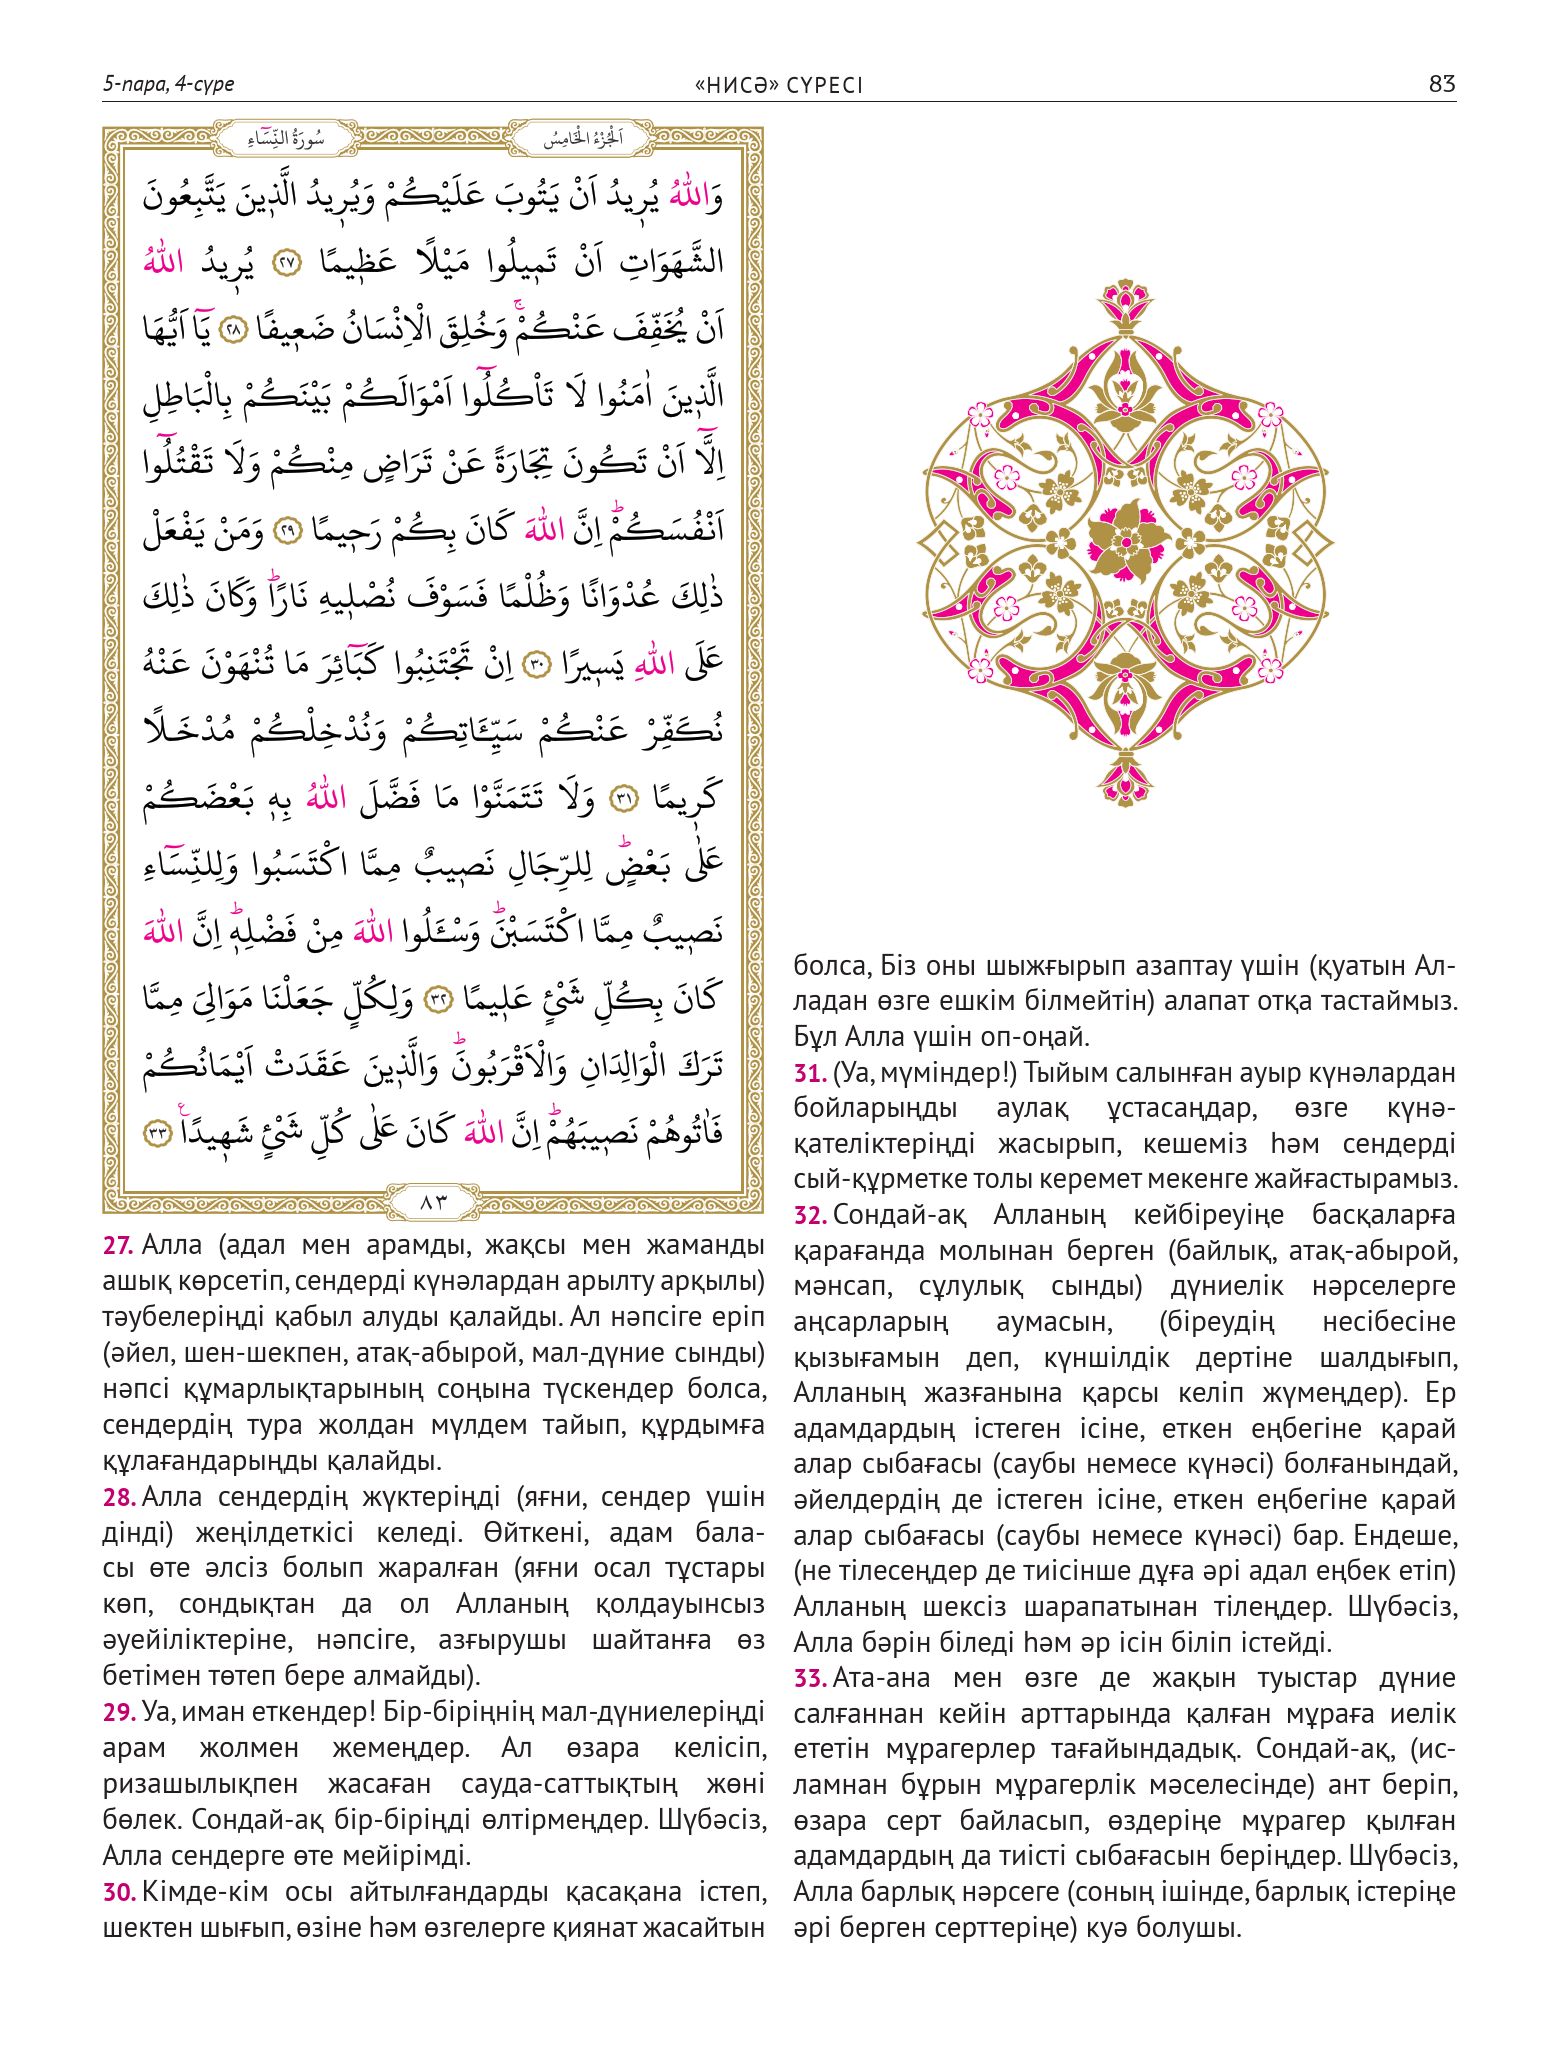 5-пара, 4-сүре
«НИСӘ» СҮРЕСІ
83
اَلْجُزْءُ الْخَامِسُ
سُورَةُ النِّسَٓاءِ
وَاللّٰهُ يُر۪يدُ اَنْ يَتُوبَ عَلَيْكُمْ وَيُر۪يدُ الَّذ۪ينَ يَتَّبِعُونَ
الشَّهَوَاتِ اَنْ تَم۪يلُوا مَيْلًا عَظ۪يمًا ﴿٢٧﴾ يُر۪يدُ اللّٰهُ
اَنْ يُخَفِّفَ عَنْكُمْۚ وَخُلِقَ الْاِنْسَانُ ضَع۪يفًا ﴿٢٨﴾ يَٓا اَيُّهَا
الَّذ۪ينَ اٰمَنُوا لَا تَأْكُلُٓوا اَمْوَالَكُمْ بَيْنَكُمْ بِالْبَاطِلِ
اِلَّٓا اَنْ تَكُونَ تِجَارَةً عَنْ تَرَاضٍ مِنْكُمْ وَلَا تَقْتُلُٓوا
اَنْفُسَكُمْۜ اِنَّ اللّٰهَ كَانَ بِكُمْ رَح۪يمًا ﴿٢٩﴾ وَمَنْ يَفْعَلْ
ذٰلِكَ عُدْوَانًا وَظُلْمًا فَسَوْفَ نُصْل۪يهِ نَارًاۜ وَكَانَ ذٰلِكَ
عَلَى اللّٰهِ يَس۪يرًا ﴿٣٠﴾ اِنْ تَجْتَنِبُوا كَبَٓائِرَ مَا تُنْهَوْنَ عَنْهُ
نُكَفِّرْ عَنْكُمْ سَيِّـَٔاتِكُمْ وَنُدْخِلْكُمْ مُدْخَلًا
كَر۪يمًا ﴿٣١﴾ وَلَا تَتَمَنَّوْا مَا فَضَّلَ اللّٰهُ بِه۪ بَعْضَكُمْ
عَلٰى بَعْضٍۜ لِلرِّجَالِ نَص۪يبٌ مِمَّا اكْتَسَبُوا وَلِلنِّسَٓاءِ
نَص۪يبٌ مِمَّا اكْتَسَبْنَۜ وَسْـَٔلُوا اللّٰهَ مِنْ فَضْلِه۪ۜ اِنَّ اللّٰهَ
كَانَ بِكُلِّ شَيْءٍ عَل۪يمًا ﴿٣٢﴾ وَلِكُلٍّ جَعَلْنَا مَوَالِيَ مِمَّا
تَرَكَ الْوَالِدَانِ وَالْاَقْرَبُونَۜ وَالَّذ۪ينَ عَقَدَتْ اَيْمَانُكُمْ
فَاٰتُوهُمْ نَص۪يبَهُمْۜ اِنَّ اللّٰهَ كَانَ عَلٰى كُلِّ شَيْءٍ شَه۪يدًا ﴿٣٣﴾
٨٣
27. Алла (адал мен арамды, жақсы мен жаманды
ашық көрсетіп, сендерді күнәлардан арылту арқылы)
тәубелеріңді қабыл алуды қалайды. Ал нәпсіге еріп
(әйел, шен-шекпен, атақ-абырой, мал-дүние сынды)
нәпсі құмарлықтарының соңына түскендер болса,
сендердің тура жолдан мүлдем тайып, құрдымға
құлағандарыңды қалайды.
28. Алла сендердің жүктеріңді (яғни, сендер үшін
дінді) жеңілдеткісі келеді. Өйткені, адам бала-
сы өте әлсіз болып жаралған (яғни осал тұстары
көп, сондықтан да ол Алланың қолдауынсыз
әуейіліктеріне, нәпсіге, азғырушы шайтанға өз
бетімен төтеп бере алмайды).
29. Уа, иман еткендер! Бір-біріңнің мал-дүниелеріңді
арам жолмен жемеңдер. Ал өзара келісіп,
ризашылықпен жасаған сауда-саттықтың жөні
бөлек. Сондай-ақ бір-біріңді өлтірмеңдер. Шүбәсіз,
Алла сендерге өте мейірімді.
30. Кімде-кім осы айтылғандарды қасақана істеп,
шектен шығып, өзіне һәм өзгелерге қиянат жасайтын
болса, Біз оны шыжғырып азаптау үшін (қуатын Ал-
ладан өзге ешкім білмейтін) алапат отқа тастаймыз.
Бұл Алла үшін оп-оңай.
31. (Уа, мүміндер!) Тыйым салынған ауыр күнәлардан
бойларыңды аулақ ұстасаңдар, өзге күнә-
қателіктеріңді жасырып, кешеміз һәм сендерді
сый-құрметке толы керемет мекенге жайғастырамыз.
32. Сондай-ақ Алланың кейбіреуіңе басқаларға
қарағанда молынан берген (байлық, атақ-абырой,
мәнсап, сұлулық сынды) дүниелік нәрселерге
аңсарларың аумасын, (біреудің несібесіне
қызығамын деп, күншілдік дертіне шалдығып,
Алланың жазғанына қарсы келіп жүмеңдер). Ер
адамдардың істеген ісіне, еткен еңбегіне қарай
алар сыбағасы (саубы немесе күнәсі) болғанындай,
әйелдердің де істеген ісіне, еткен еңбегіне қарай
алар сыбағасы (саубы немесе күнәсі) бар. Ендеше,
(не тілесеңдер де тиісінше дұға әрі адал еңбек етіп)
Алланың шексіз шарапатынан тілеңдер. Шүбәсіз,
Алла бәрін біледі һәм әр ісін біліп істейді.
33. Ата-ана мен өзге де жақын туыстар дүние
салғаннан кейін арттарында қалған мұраға иелік
ететін мұрагерлер тағайындадық. Сондай-ақ, (ис-
ламнан бұрын мұрагерлік мәселесінде) ант беріп,
өзара серт байласып, өздеріңе мұрагер қылған
адамдардың да тиісті сыбағасын беріңдер. Шүбәсіз,
Алла барлық нәрсеге (соның ішінде, барлық істеріңе
әрі берген серттеріңе) куә болушы.